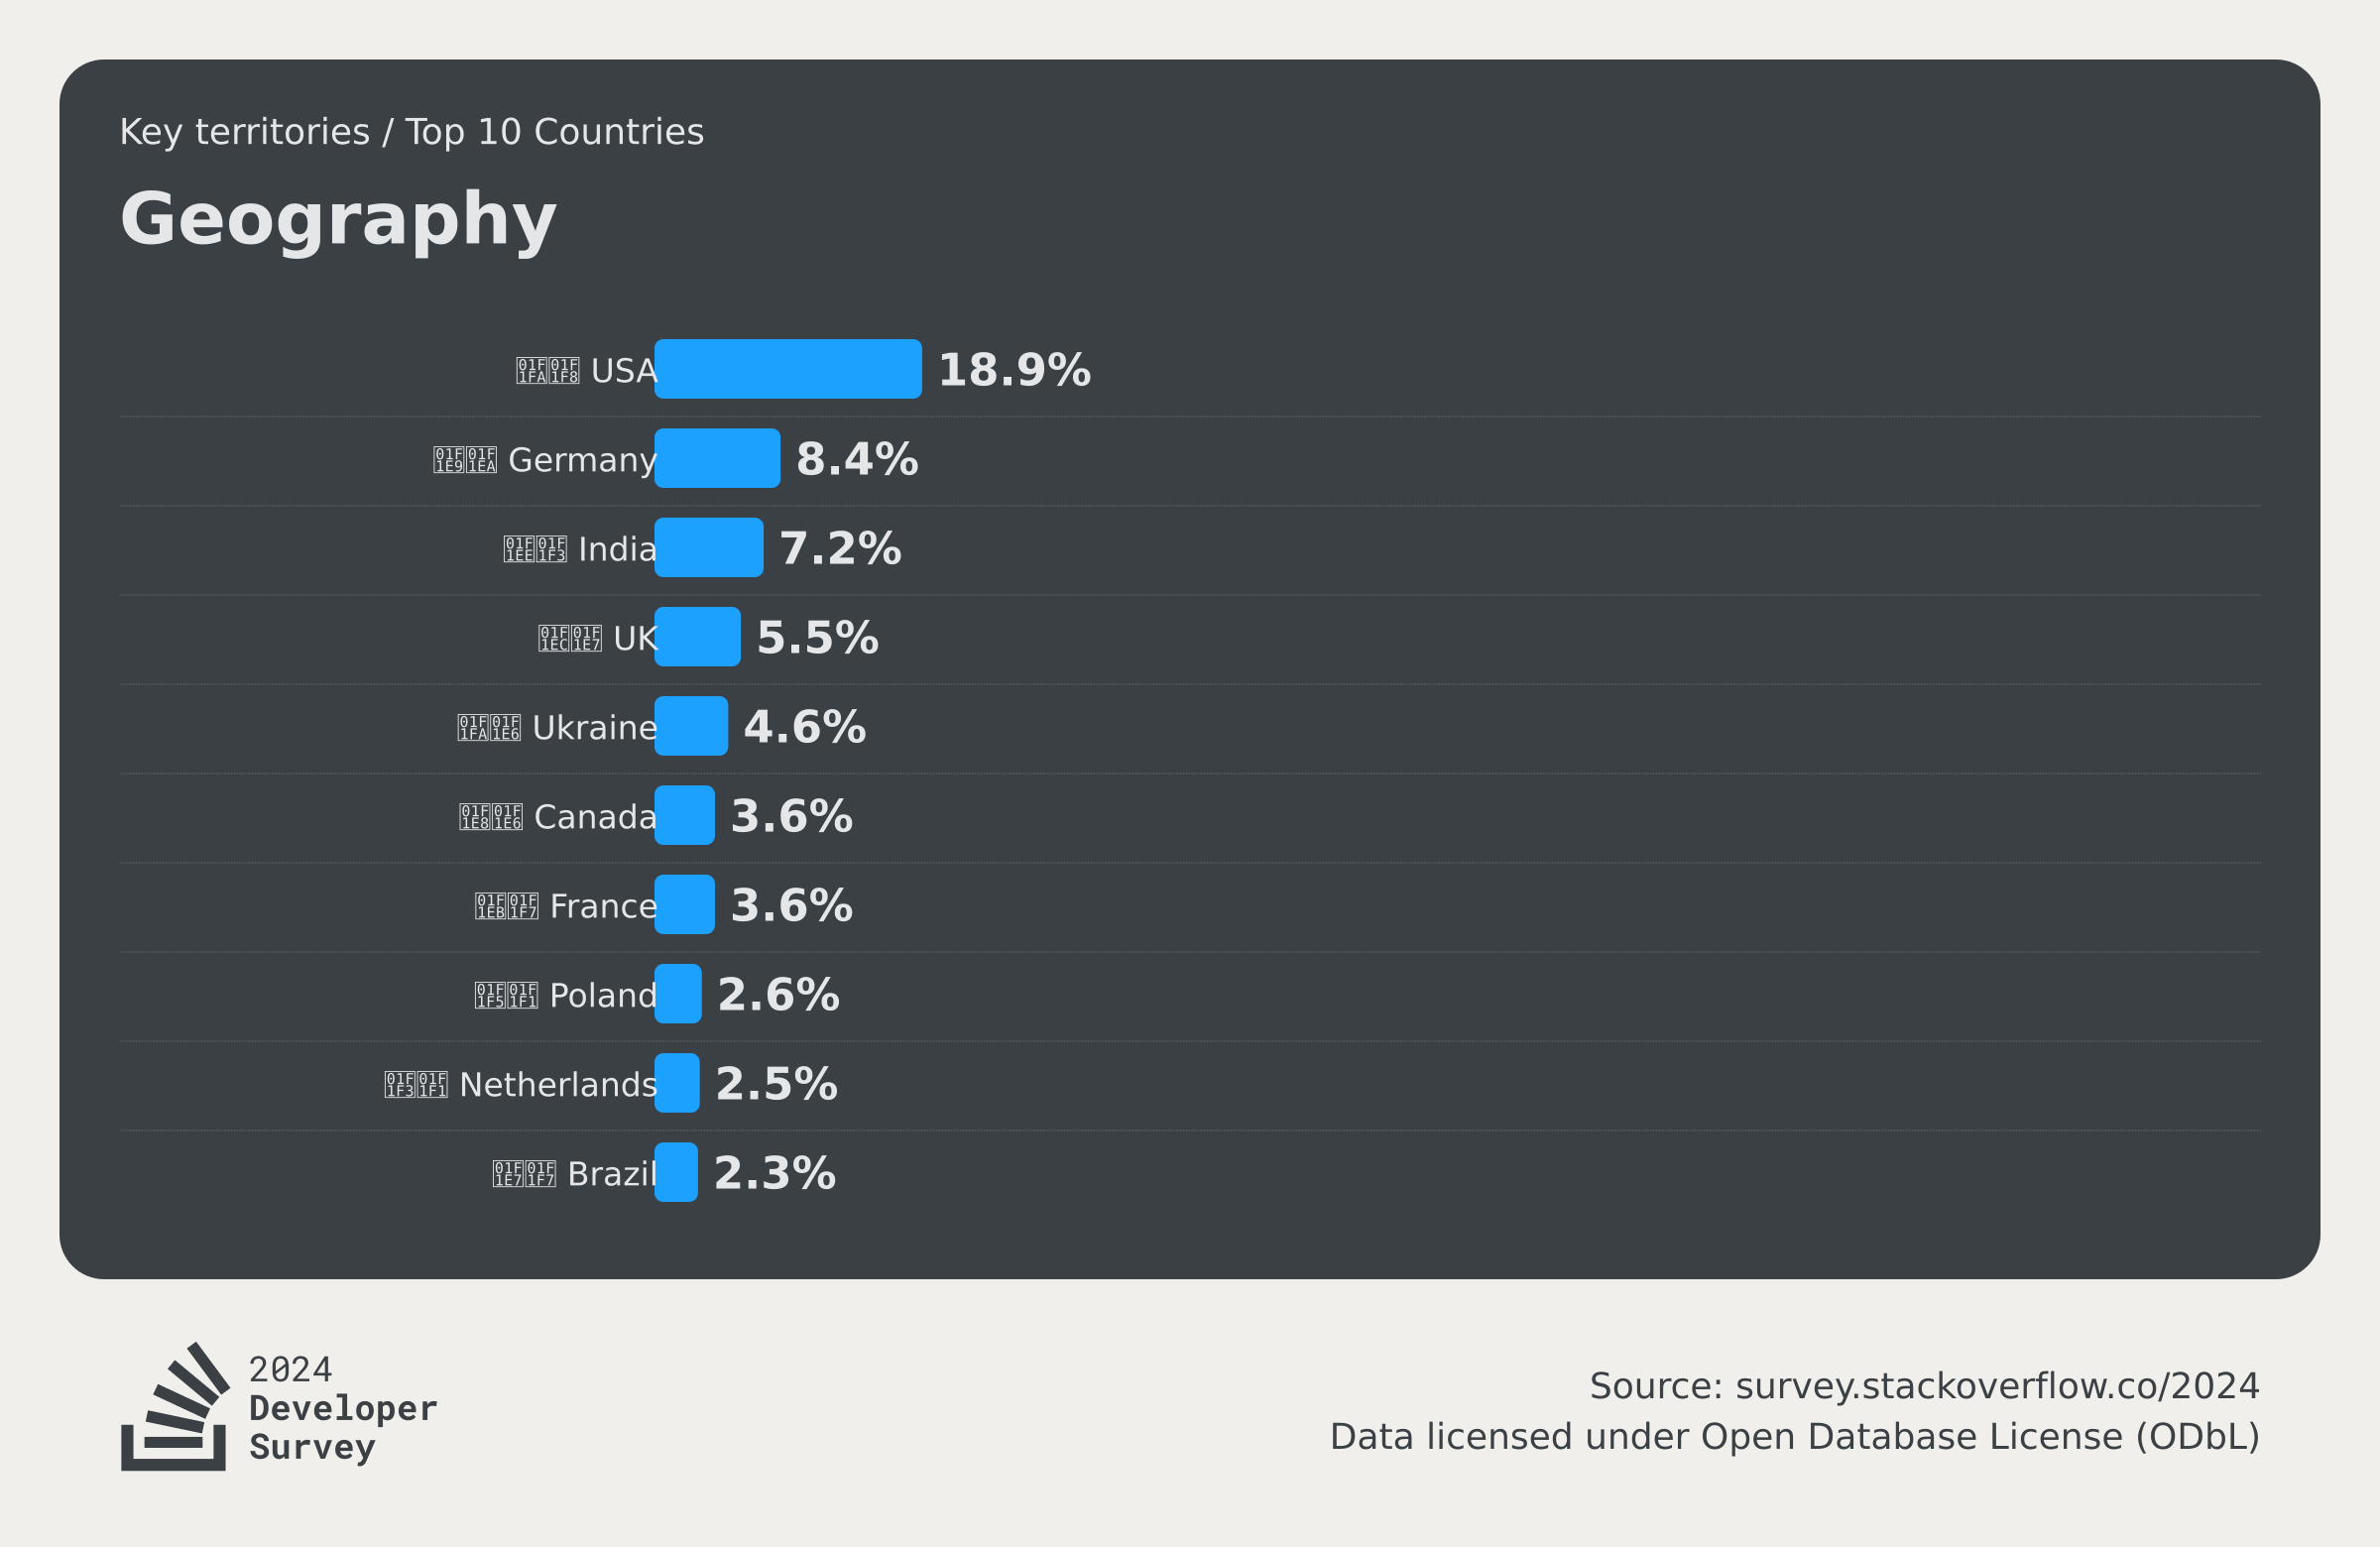 Key territories / Top 10 Countries
Geography
🇺🇸 USA 18.9%
🇩🇪 Germany 8.4%
🇮🇳 India 7.2%
🇬🇧 UK 5.5%
🇺🇦 Ukraine 4.6%
🇨🇦 Canada 3.6%
🇫🇷 France 3.6%
🇵🇱 Poland 2.6%
🇳🇱 Netherlands 2.5%
🇧🇷 Brazil 2.3%
2024
Developer
Survey
Source: survey.stackoverflow.co/2024
Data licensed under Open Database License (ODbL)